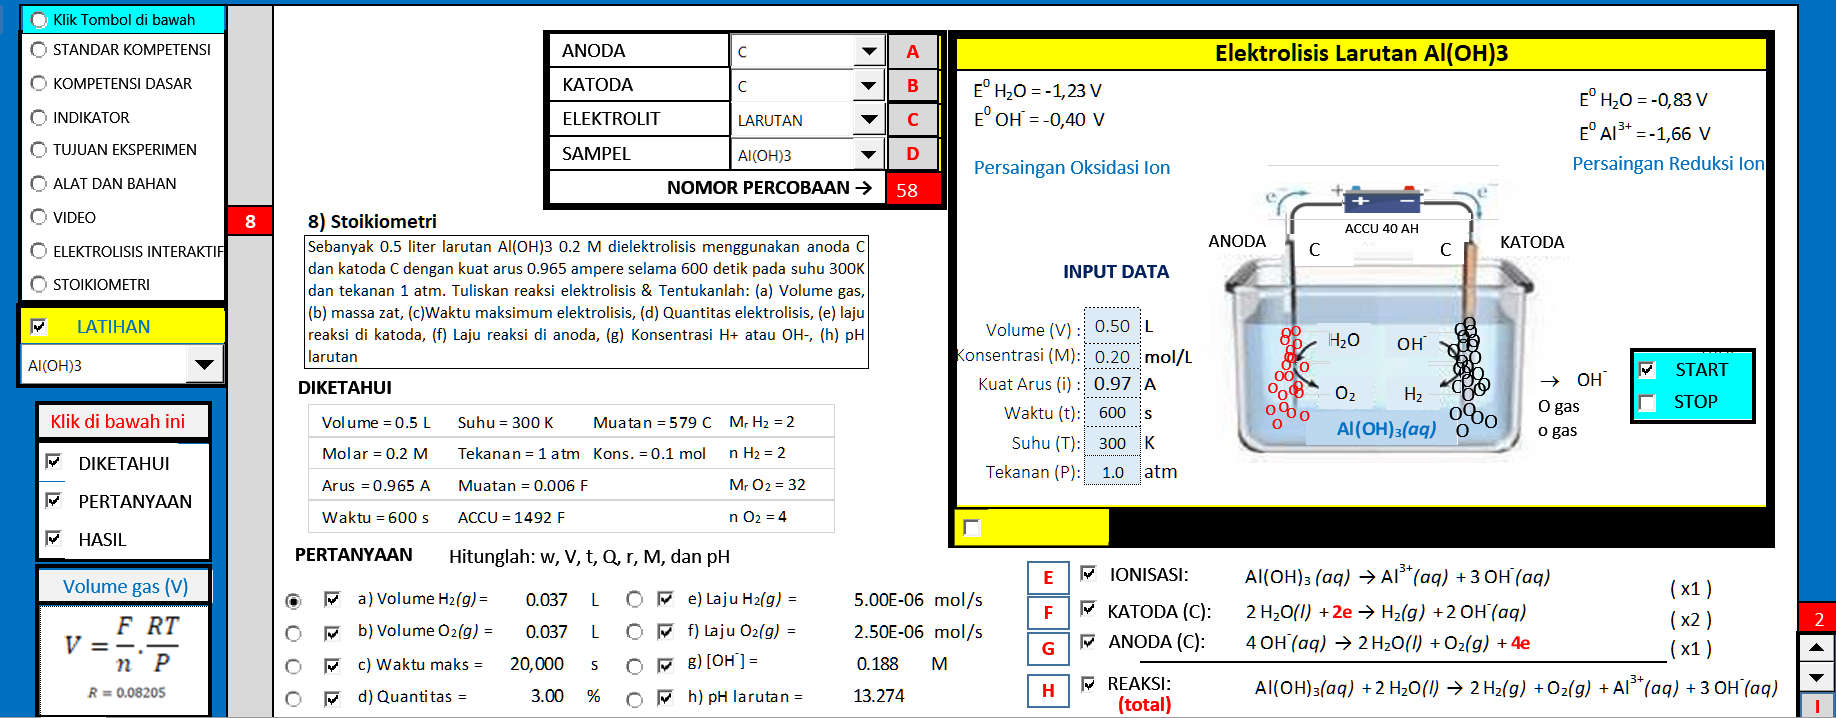 Klik Tombol di bawah
STANDAR KOMPETENSI
KOMPETENSI DASAR
INDIKATOR
TUJUAN EKSPERIMEN
ALAT DAN BAHAN
VIDEO
ELEKTROLISIS INTERAKTIF
STOIKIOMETRI
LATIHAN
Al(OH)3
Klik di bawah ini
DIKETAHUI
PERTANYAAN
HASIL
Volume gas (V)
V = F/n . RT/P
R = 0.08205
8
ANODA C A
KATODA C B
ELEKTROLIT LARUTAN C
SAMPEL Al(OH)3 D
NOMOR PERCOBAAN → 58
8) Stoikiometri
Sebanyak 0.5 liter larutan Al(OH)3 0.2 M dielektrolisis menggunakan anoda C
dan katoda C dengan kuat arus 0.965 ampere selama 600 detik pada suhu 300K
dan tekanan 1 atm. Tuliskan reaksi elektrolisis & Tentukanlah: (a) Volume gas,
(b) massa zat, (c)Waktu maksimum elektrolisis, (d) Quantitas elektrolisis, (e) laju
reaksi di katoda, (f) Laju reaksi di anoda, (g) Konsentrasi H+ atau OH-, (h) pH
larutan
DIKETAHUI
Volume = 0.5 L Suhu = 300 K Muatan = 579 C Mr H₂ = 2
Molar = 0.2 M Tekanan = 1 atm Kons. = 0.1 mol n H₂ = 2
Arus = 0.965 A Muatan = 0.006 F Mr O₂ = 32
Waktu = 600 s ACCU = 1492 F n O₂ = 4
PERTANYAAN Hitunglah: w, V, t, Q, r, M, dan pH
a) Volume H₂(g) = 0.037 L e) Laju H₂(g) = 5.00E-06 mol/s
b) Volume O₂(g) = 0.037 L f) Laju O₂(g) = 2.50E-06 mol/s
c) Waktu maks = 20,000 s g) [OH⁻] = 0.188 M
d) Quantitas = 3.00 % h) pH larutan = 13.274
Elektrolisis Larutan Al(OH)3
E⁰ H₂O = -1,23 V
E⁰ OH⁻ = -0,40 V
Persaingan Oksidasi Ion
E⁰ H₂O = -0,83 V
E⁰ Al³⁺ = -1,66 V
Persaingan Reduksi Ion
e⁻ + − e⁻
ACCU 40 AH
ANODA C C KATODA
INPUT DATA
Volume (V) : 0.50 L
Konsentrasi (M): 0.20 mol/L
Kuat Arus (i) : 0.97 A
Waktu (t): 600 s
Suhu (T): 300 K
Tekanan (P): 1.0 atm
H₂O OH⁻
O₂ H₂
Al(OH)₃(aq)
→ OH⁻
O gas
o gas
START
STOP
E IONISASI: Al(OH)₃ (aq) → Al³⁺(aq) + 3 OH⁻(aq) ( x1 )
F KATODA (C): 2 H₂O(l) + 2e → H₂(g) + 2 OH⁻(aq) ( x2 )
G ANODA (C): 4 OH⁻(aq) → 2 H₂O(l) + O₂(g) + 4e ( x1 )
H REAKSI: Al(OH)₃(aq) + 2 H₂O(l) → 2 H₂(g) + O₂(g) + Al³⁺(aq) + 3 OH⁻(aq)
(total)
2
I